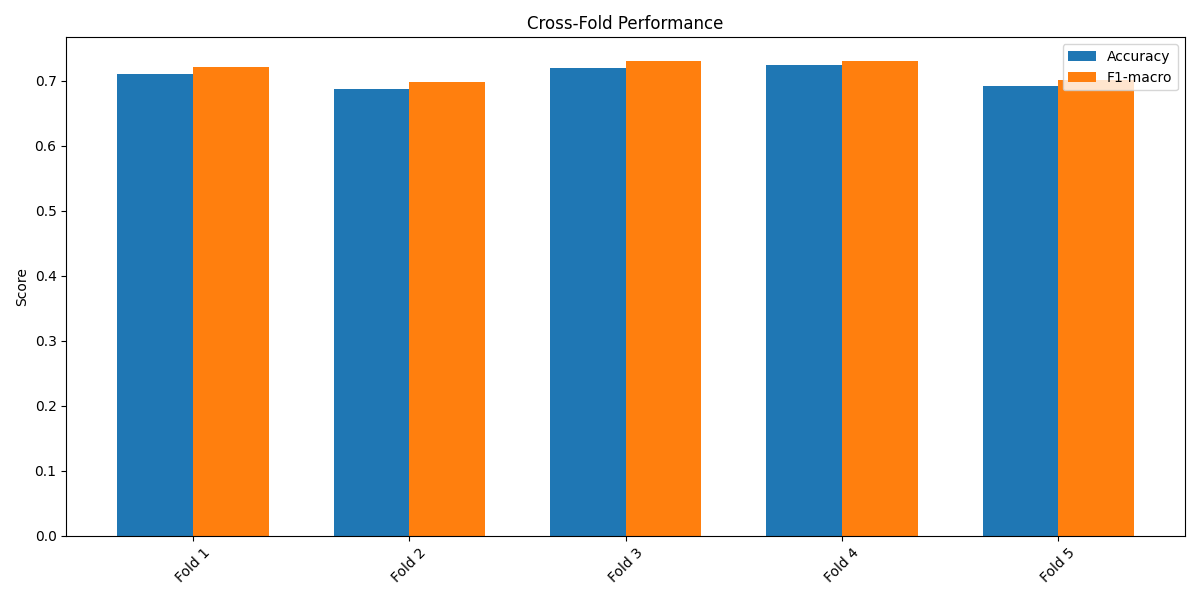 Cross-Fold Performance
Accuracy
F1-macro
Score
0.7
0.6
0.5
0.4
0.3
0.2
0.1
0.0
Fold 1
Fold 2
Fold 3
Fold 4
Fold 5